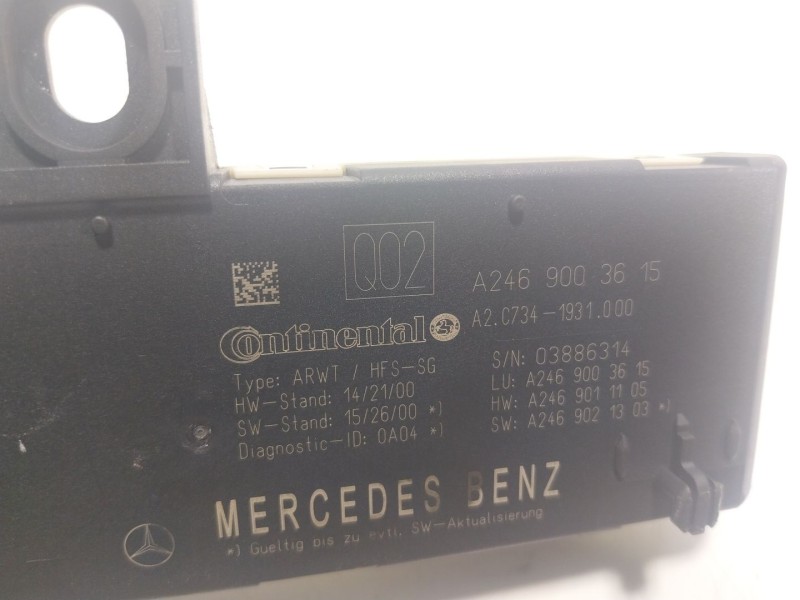 Q02
A246 900 36 15
A2.C734-1931.000
Continental
Type: ARWT / HFS-SG
HW-Stand: 14/21/00
SW-Stand: 15/26/00 *)
Diagnostic-ID: 0A04 *)
S/N: 03886314
LU: A246 900 36 15
HW: A246 901 11 05
SW: A246 902 13 03 *)
MERCEDES BENZ
*) Gueltig bis zu evtl. SW-Aktualisierung